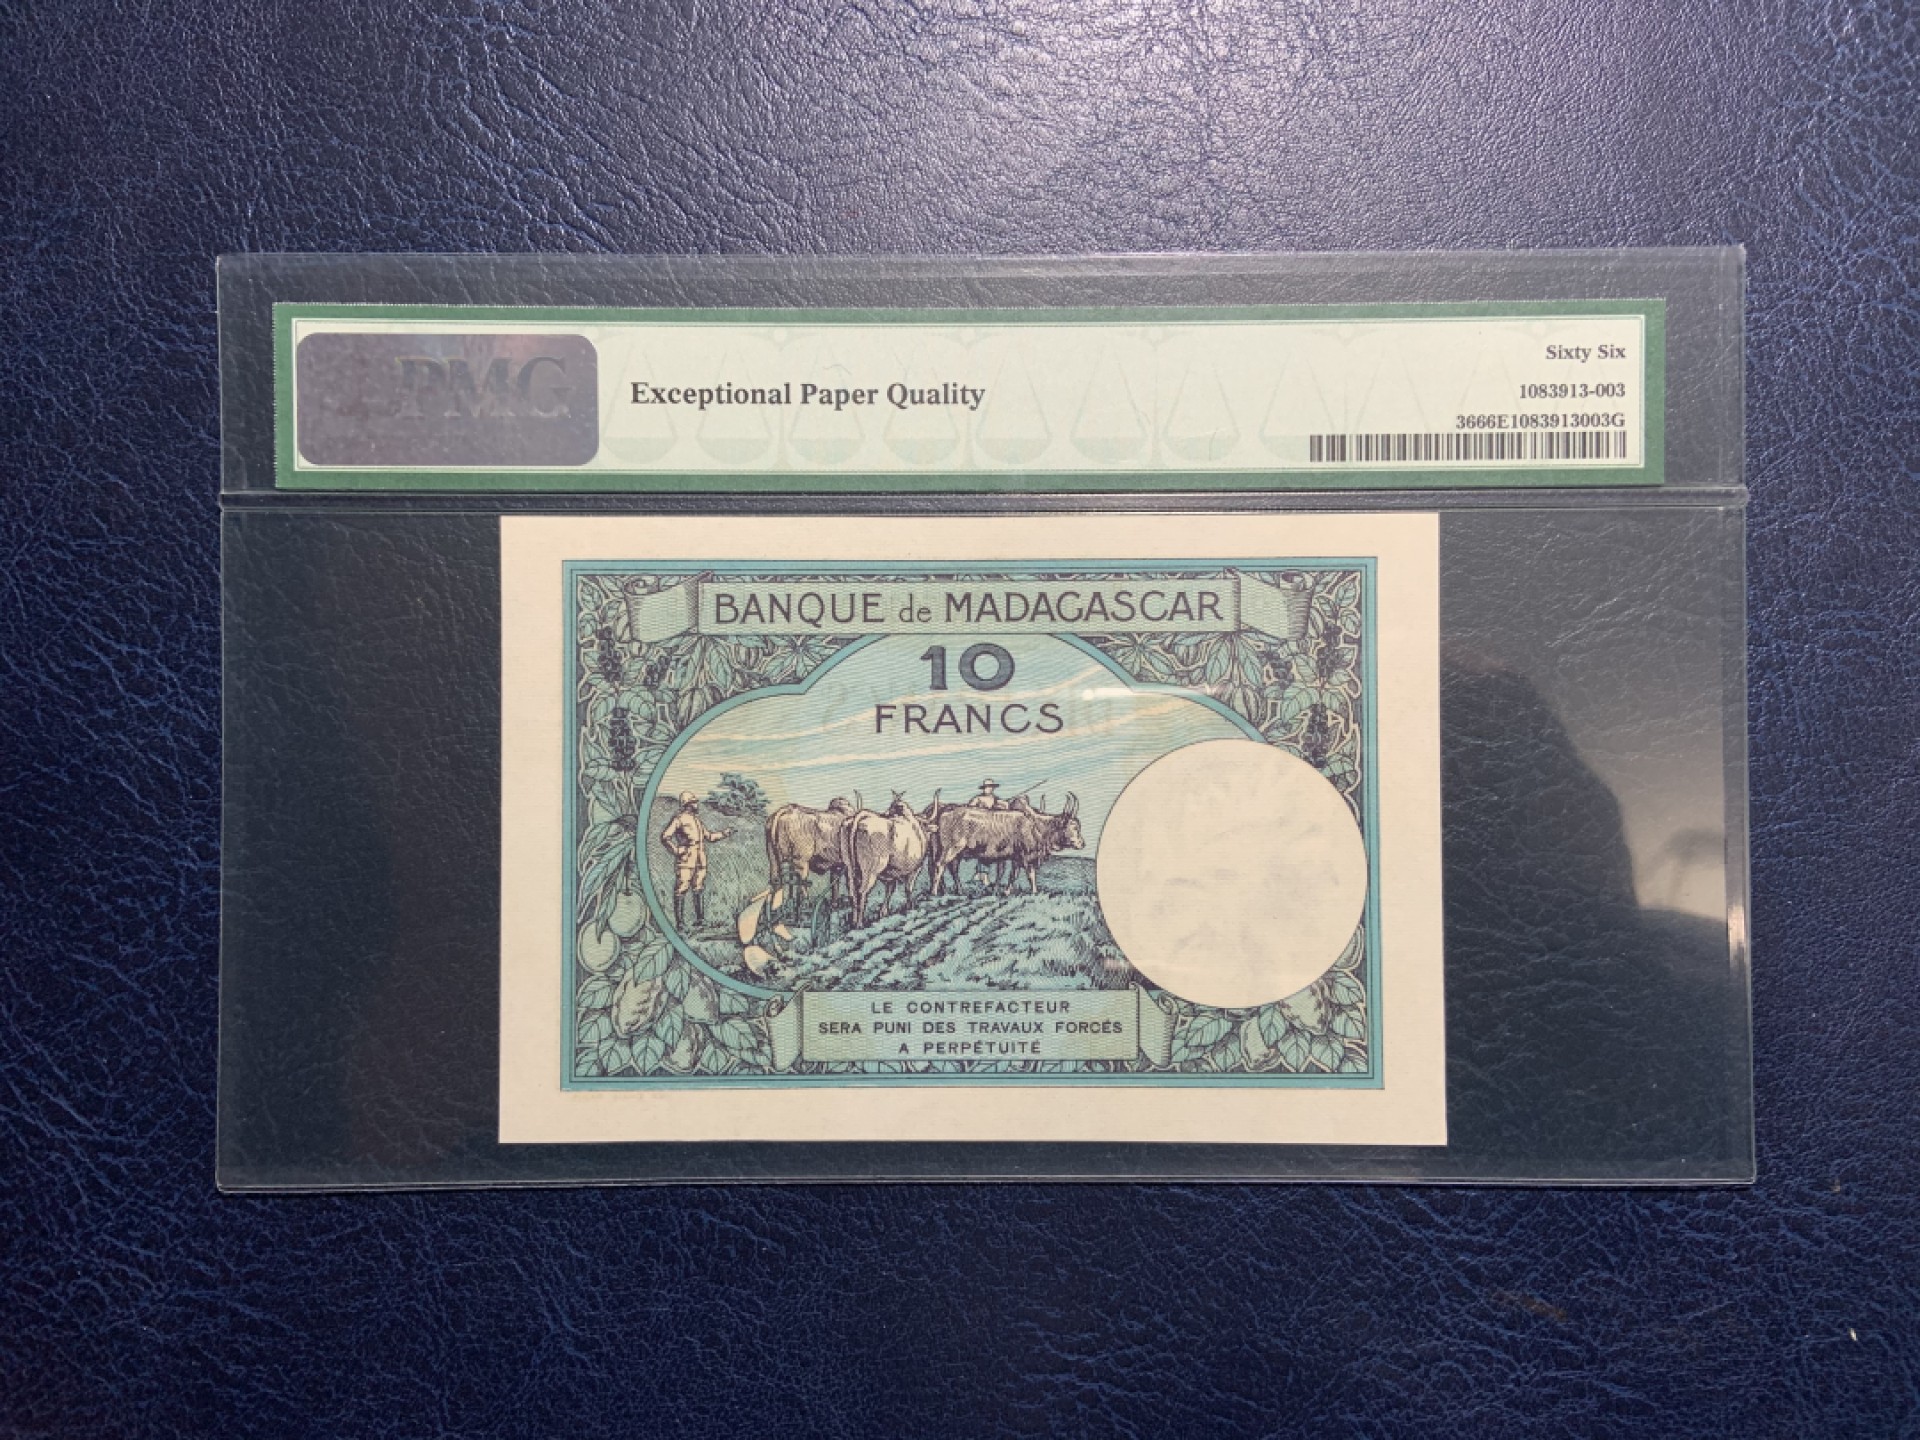 PMG
Exceptional Paper Quality
Sixty Six
1083913-003
3666E1083913003G
BANQUE de MADAGASCAR
10
FRANCS
LE CONTREFACTEUR
SERA PUNI DES TRAVAUX FORCÉS
A PERPÉTUITÉ